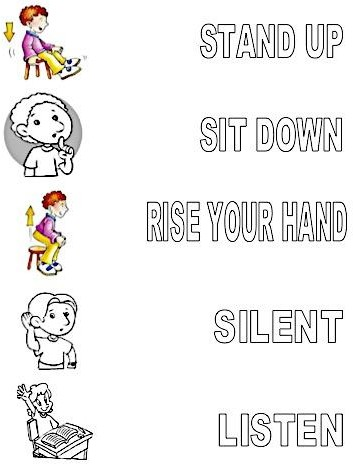 STAND UP
SIT DOWN
RISE YOUR HAND
SILENT
LISTEN